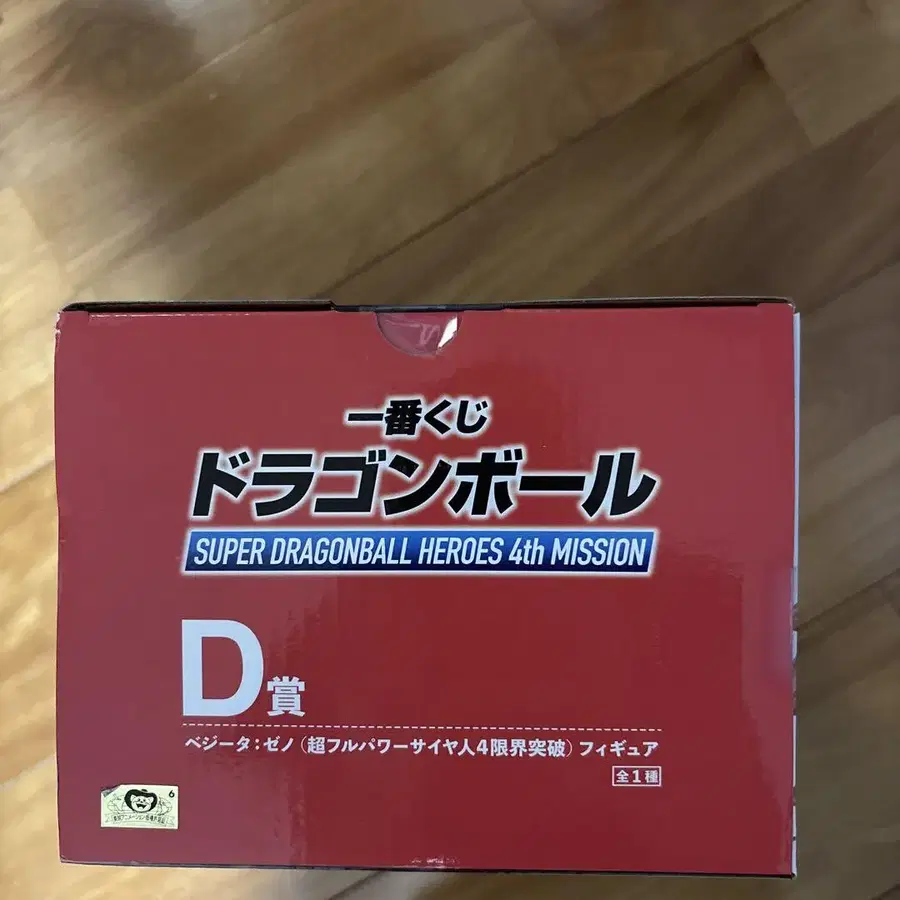 一番くじ
ドラゴンボール
SUPER DRAGONBALL HEROES 4th MISSION
D賞
ベジータ：ゼノ（超フルパワーサイヤ人4限界突破）フィギュア
全1種
6